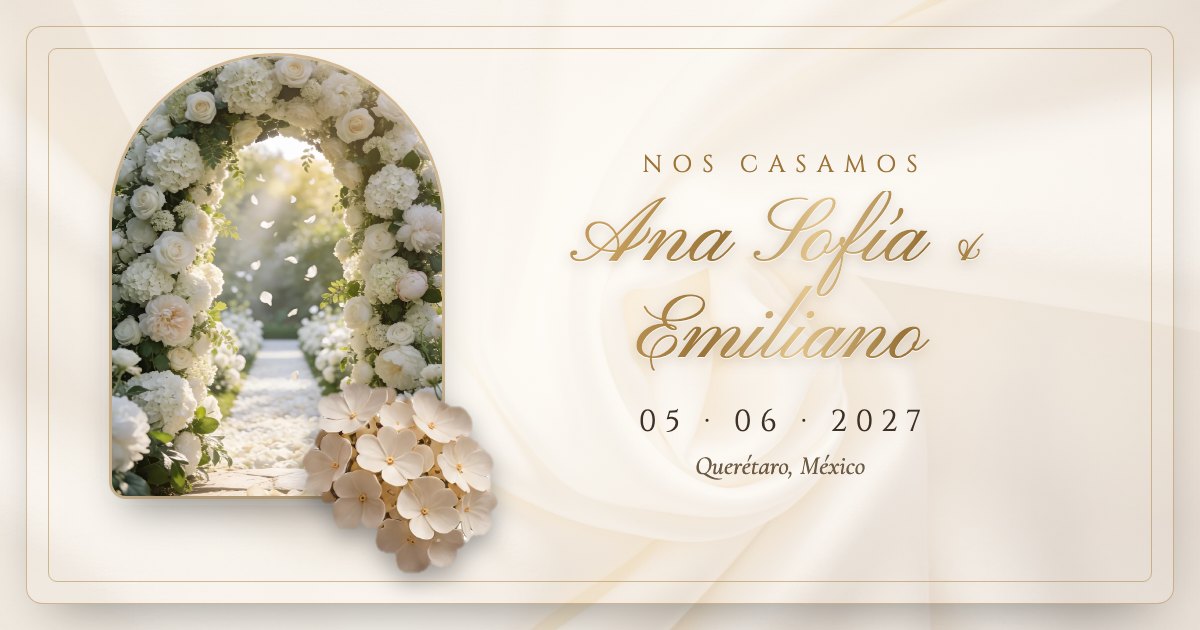 NOS CASAMOS
Ana Sofía &
Emiliano
05 · 06 · 2027
Querétaro, México